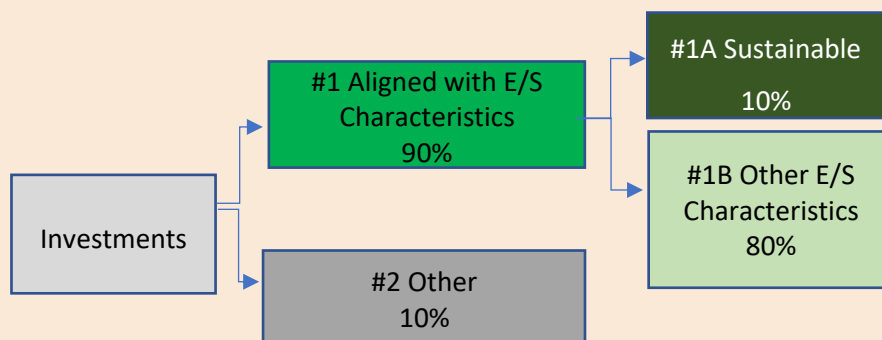 Investments
#1 Aligned with E/S
Characteristics
90%
#2 Other
10%
#1A Sustainable
10%
#1B Other E/S
Characteristics
80%